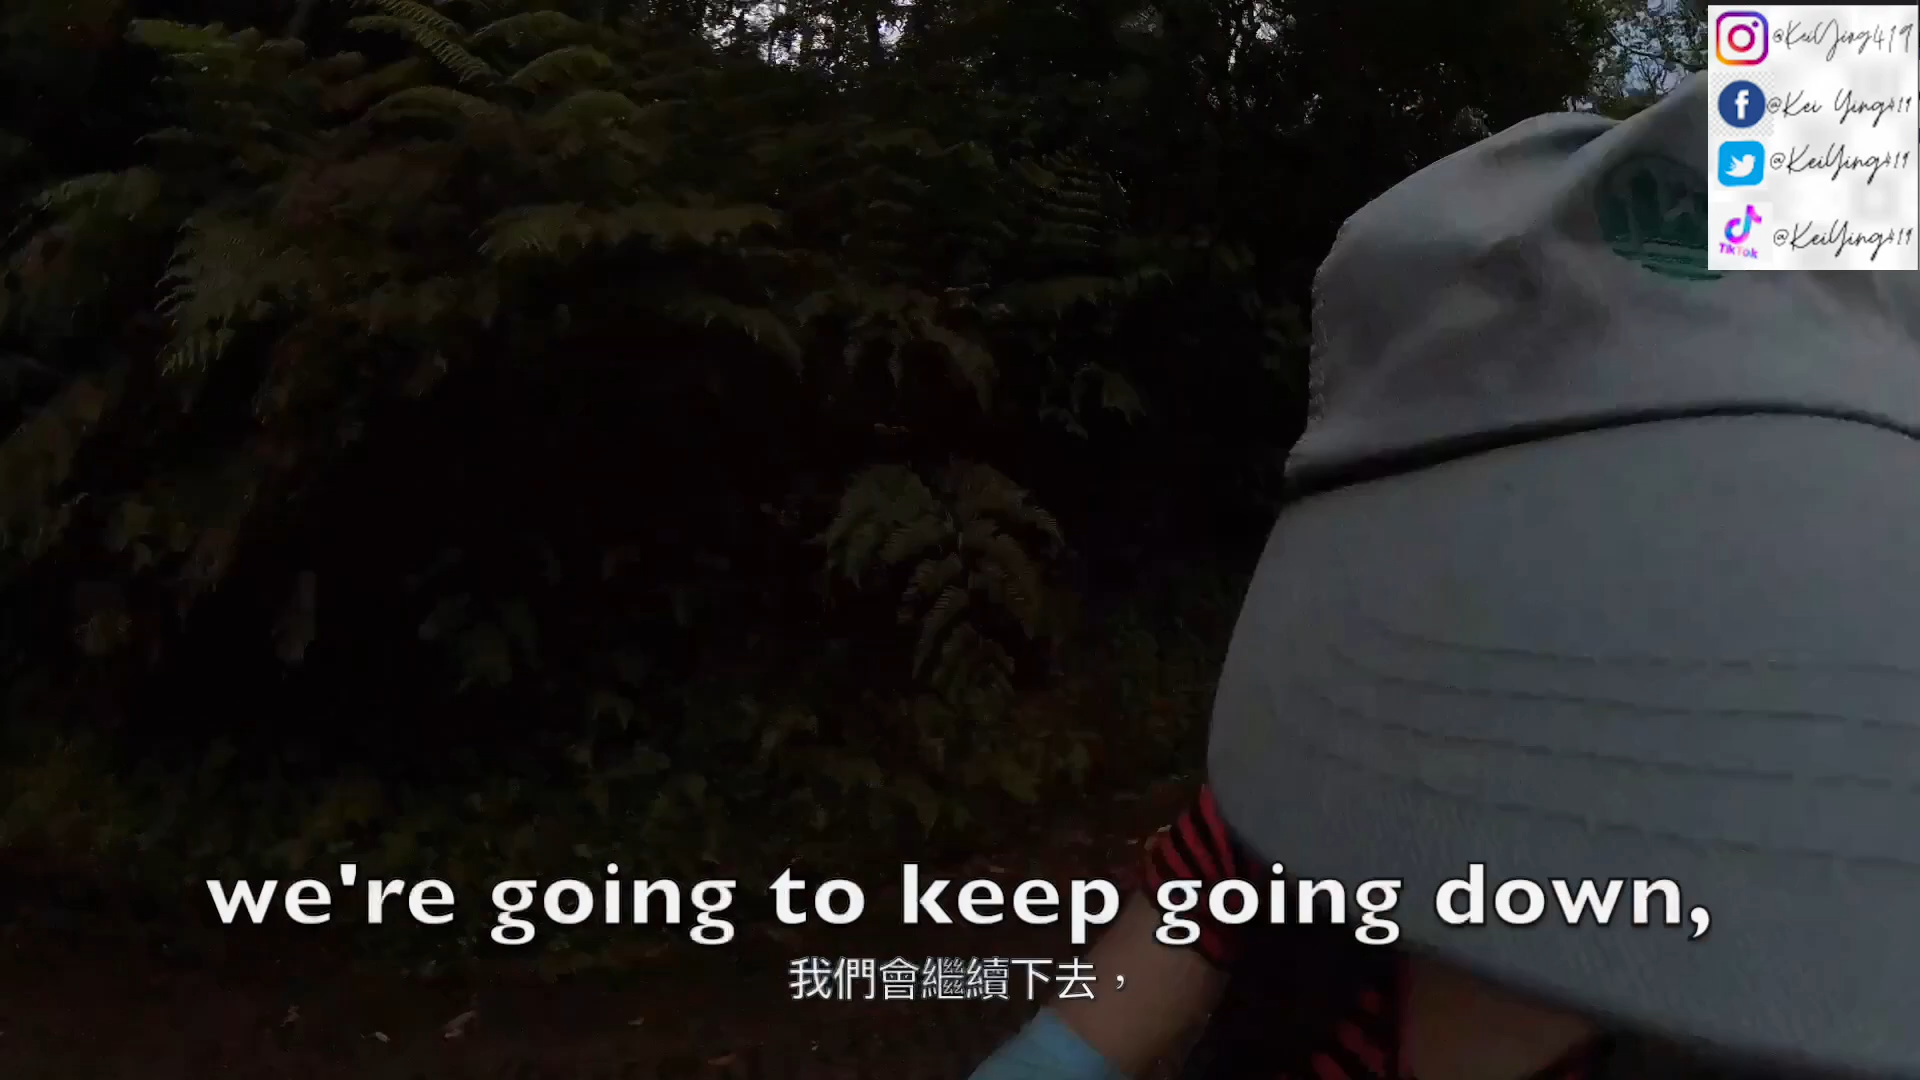 @KeiYing419
@Kei Ying419
@KeiYing419
TikTok
@KeiYing419
we're going to keep going down,
我們會繼續下去，